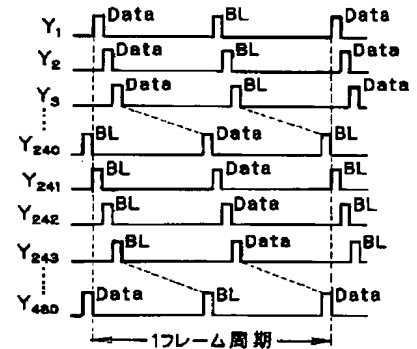 Y1 Data BL Data
Y2 Data BL Data
Y3 Data BL Data
Y240 BL Data BL
Y241 BL Data BL
Y242 BL Data BL
Y243 BL Data BL
Y480 Data BL Data
1フレーム周期